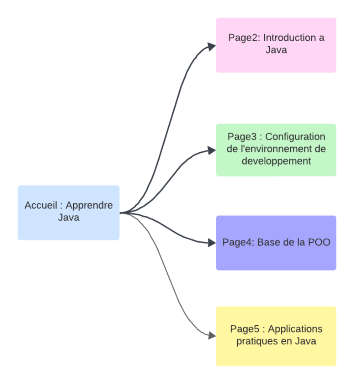 Page2: Introduction a
Java
Page3 : Configuration
de l'environnement de
developpement
Accueil : Apprendre
Java
Page4: Base de la POO
Page5 : Applications
pratiques en Java